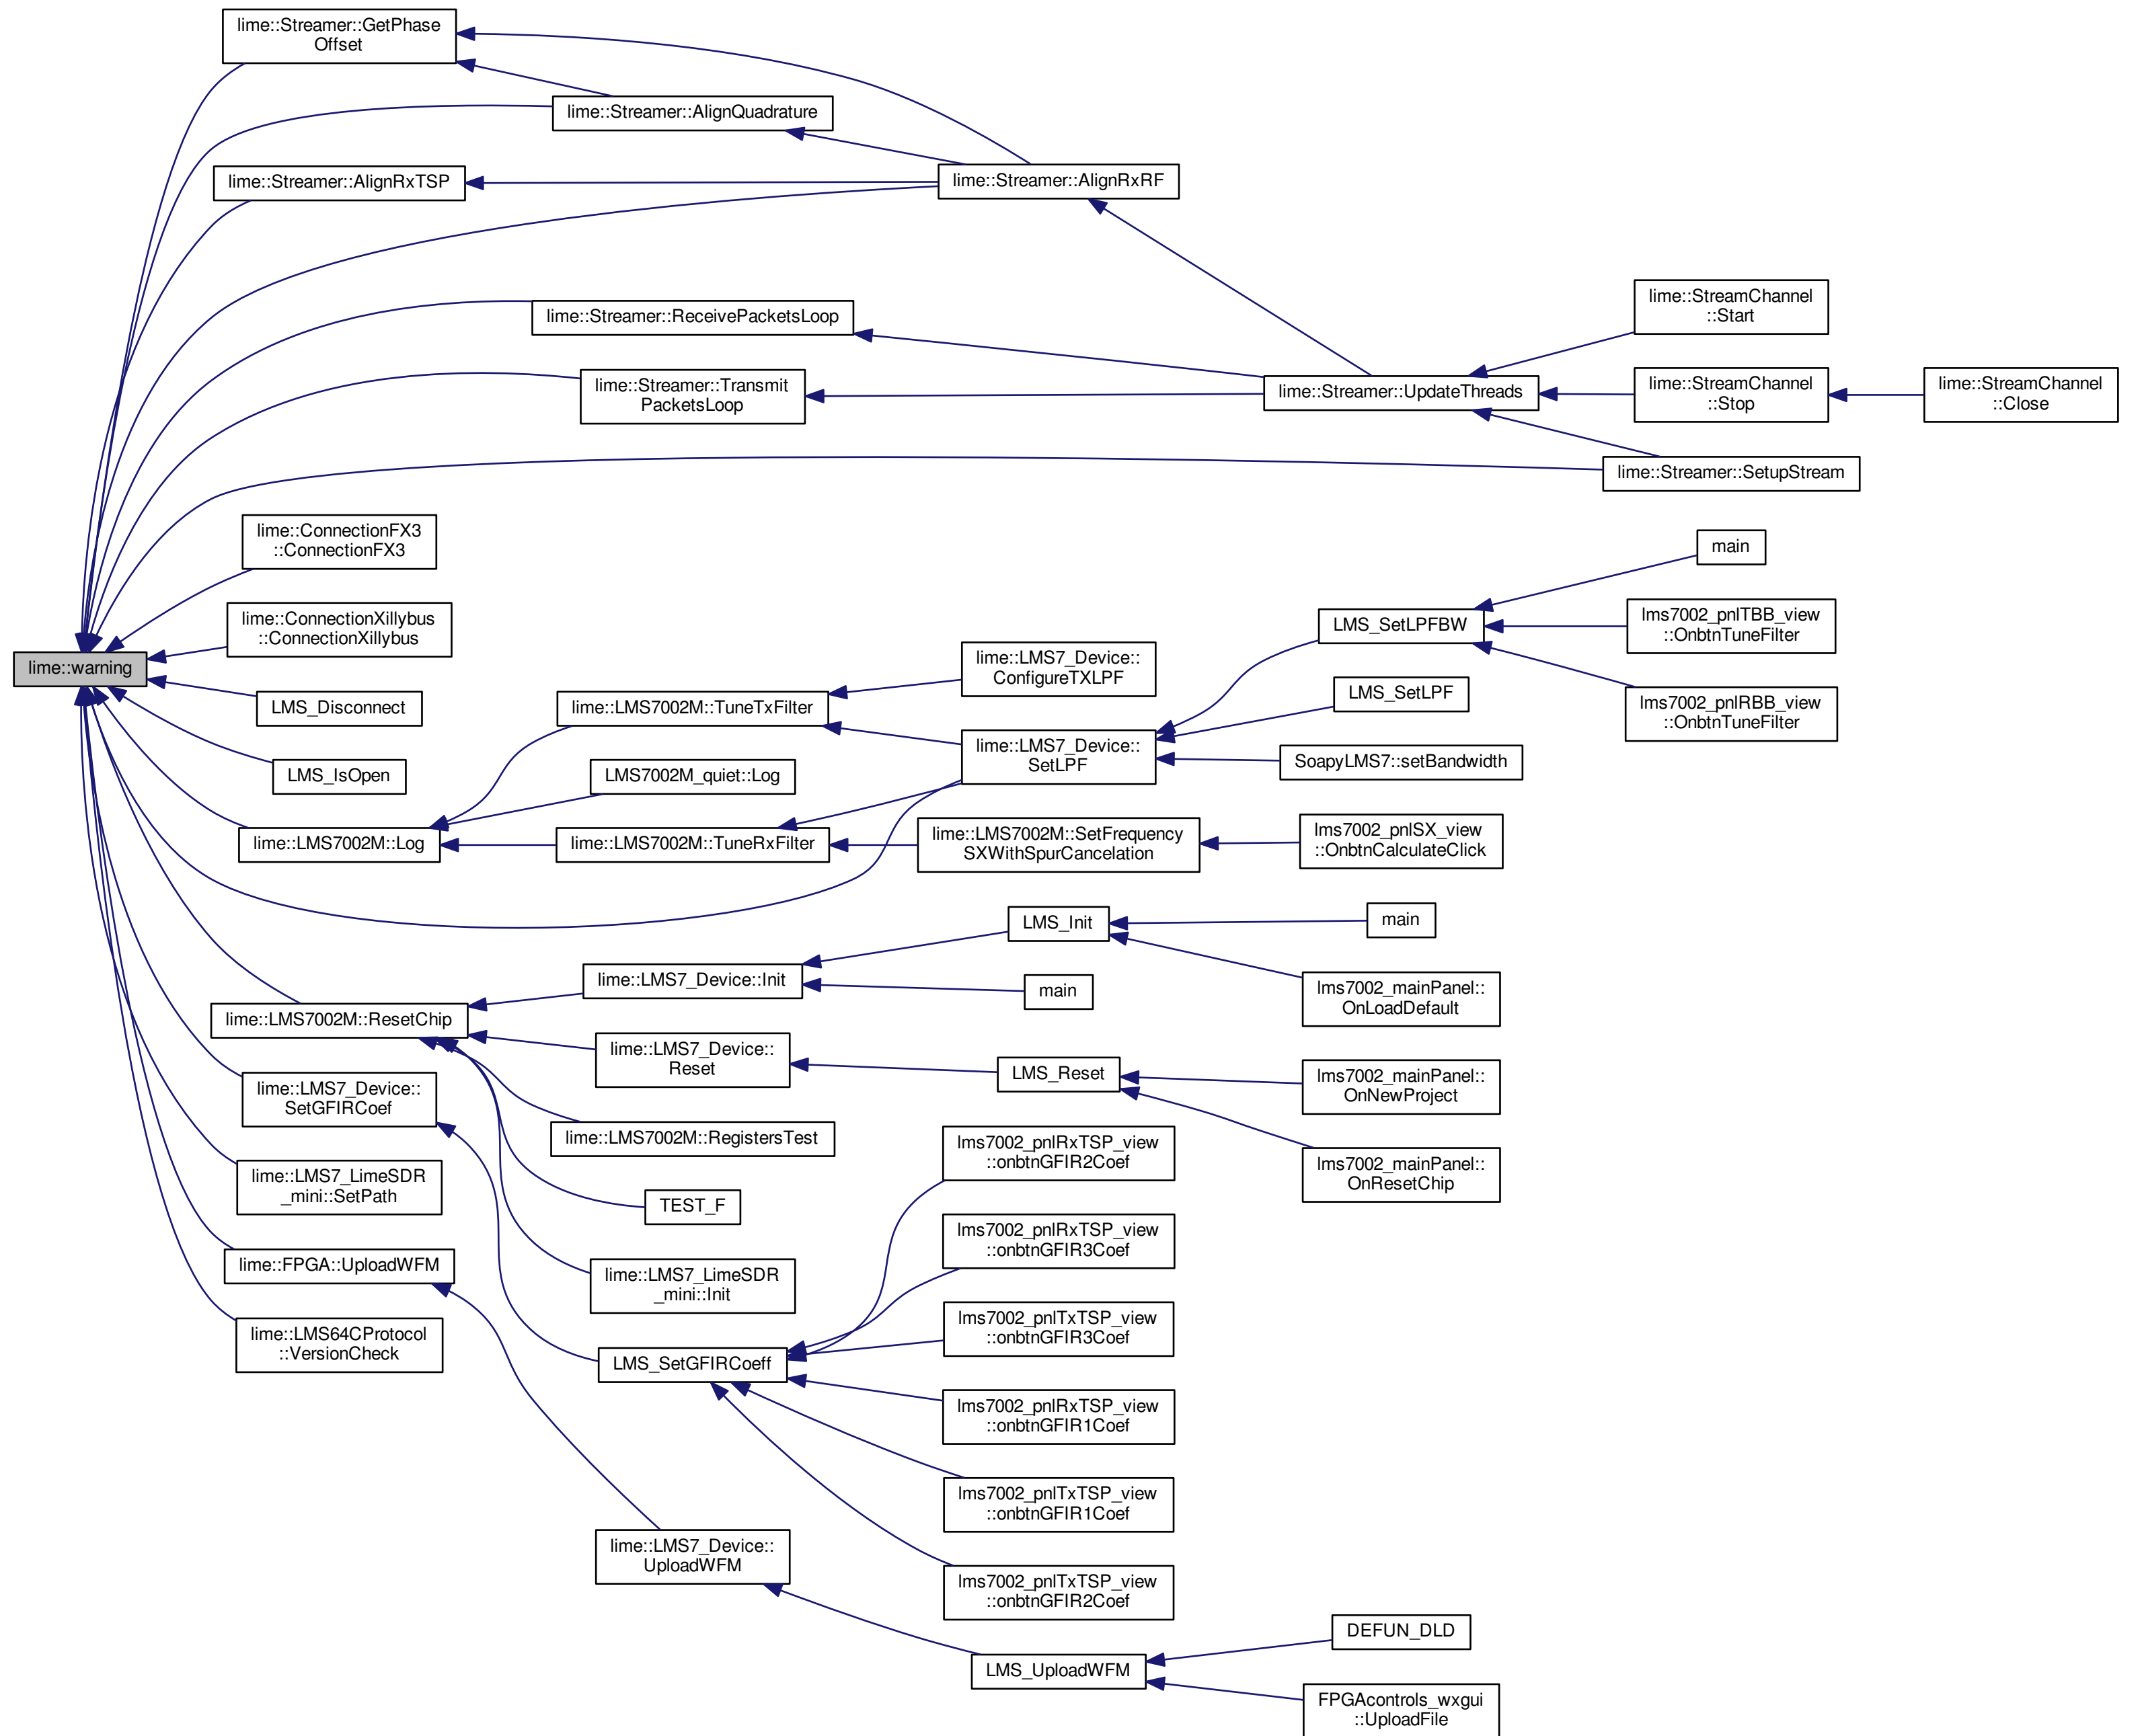 lime::Streamer::GetPhase
Offset
lime::Streamer::AlignQuadrature
lime::Streamer::AlignRxTSP
lime::Streamer::AlignRxRF
lime::Streamer::ReceivePacketsLoop
lime::Streamer::Transmit
PacketsLoop
lime::Streamer::UpdateThreads
lime::StreamChannel
::Start
lime::StreamChannel
::Stop
lime::StreamChannel
::Close
lime::Streamer::SetupStream
lime::ConnectionFX3
::ConnectionFX3
lime::ConnectionXillybus
::ConnectionXillybus
lime::warning
LMS_Disconnect
LMS_IsOpen
lime::LMS7002M::Log
lime::LMS7002M::TuneTxFilter
LMS7002M_quiet::Log
lime::LMS7002M::TuneRxFilter
lime::LMS7_Device::
ConfigureTXLPF
lime::LMS7_Device::
SetLPF
lime::LMS7002M::SetFrequency
SXWithSpurCancelation
LMS_SetLPFBW
LMS_SetLPF
SoapyLMS7::setBandwidth
lms7002_pnlSX_view
::OnbtnCalculateClick
main
lms7002_pnlTBB_view
::OnbtnTuneFilter
lms7002_pnlRBB_view
::OnbtnTuneFilter
lime::LMS7002M::ResetChip
lime::LMS7_Device::Init
LMS_Init
main
main
lms7002_mainPanel::
OnLoadDefault
lime::LMS7_Device::
Reset
LMS_Reset
lms7002_mainPanel::
OnNewProject
lms7002_mainPanel::
OnResetChip
lime::LMS7002M::RegistersTest
TEST_F
lime::LMS7_LimeSDR
_mini::Init
lime::LMS7_Device::
SetGFIRCoef
lime::LMS7_LimeSDR
_mini::SetPath
lime::FPGA::UploadWFM
lime::LMS64CProtocol
::VersionCheck
LMS_SetGFIRCoeff
lms7002_pnlRxTSP_view
::onbtnGFIR2Coef
lms7002_pnlRxTSP_view
::onbtnGFIR3Coef
lms7002_pnlTxTSP_view
::onbtnGFIR3Coef
lms7002_pnlRxTSP_view
::onbtnGFIR1Coef
lms7002_pnlTxTSP_view
::onbtnGFIR1Coef
lms7002_pnlTxTSP_view
::onbtnGFIR2Coef
lime::LMS7_Device::
UploadWFM
LMS_UploadWFM
DEFUN_DLD
FPGAcontrols_wxgui
::UploadFile